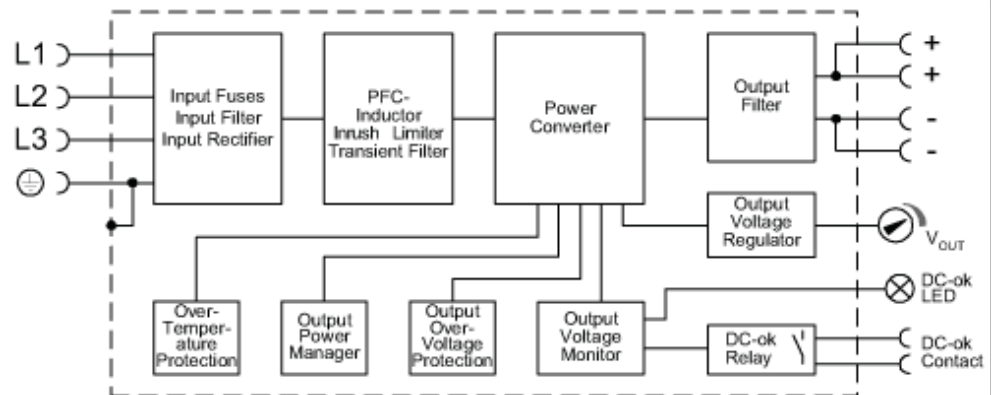 L1
L2
L3
Input Fuses
Input Filter
Input Rectifier
PFC-
Inductor
Inrush Limiter
Transient Filter
Power
Converter
Output
Filter
+
+
-
-
Output
Voltage
Regulator
VOUT
Over-
Temper-
ature
Protection
Output
Power
Manager
Output
Over-
Voltage
Protection
Output
Voltage
Monitor
DC-ok
LED
DC-ok
Relay
DC-ok
Contact